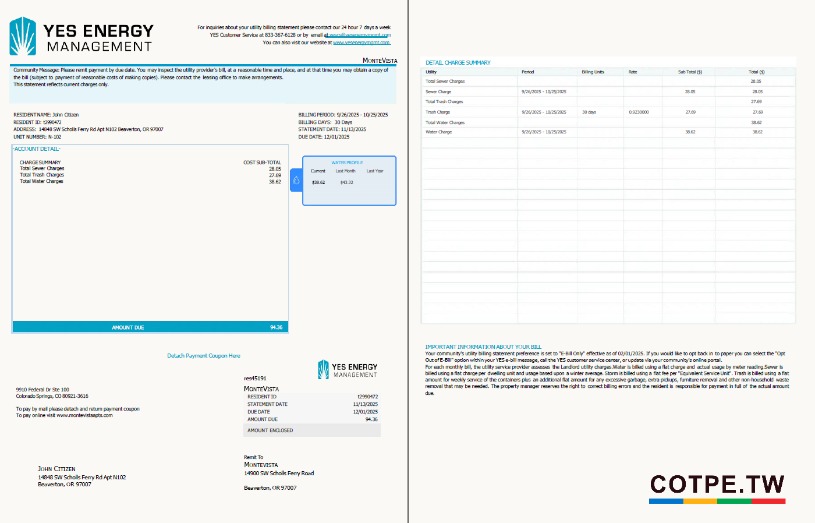 YES ENERGY
MANAGEMENT
For inquiries about your utility billing statement please contact our 24 hour 7 days a week
YES Customer Service at 833-367-6128 or by email at
You can also visit our website at www.yesenergymgmt.com
MONTEVISTA
Community Message: Please remit payment by due date. You may inspect the utility provider's bill, at a reasonable time and place, and at that time you may obtain a copy of
the bill (subject to payment of reasonable costs of making copies). Please contact the leasing office to make arrangements.
This statement reflects current charges only.
RESIDENT NAME: John Citizen
RESIDENT ID: t2990472
ADDRESS: 14848 SW Scholls Ferry Rd Apt N102 Beaverton, OR 97007
UNIT NUMBER: N-102
BILLING PERIOD: 9/26/2025 - 10/25/2025
BILLING DAYS: 30 Days
STATEMENT DATE: 11/13/2025
DUE DATE: 12/01/2025
ACCOUNT DETAIL:
CHARGE SUMMARY COST SUB-TOTAL
Total Sewer Charges 28.05
Total Trash Charges 27.69
Total Water Charges 38.62
AMOUNT DUE 94.36
WATER PROFILE
Current Last Month Last Year
$38.62 $43.22
Detach Payment Coupon Here
YES ENERGY
MANAGEMENT
9910 Federal Dr Ste 100
Colorado Springs, CO 80921-3616
To pay by mail please detach and return payment coupon
To pay online visit www.montevistaapts.com
res45191
MONTEVISTA
RESIDENT ID t2990472
STATEMENT DATE 11/13/2025
DUE DATE 12/01/2025
AMOUNT DUE 94.36
AMOUNT ENCLOSED
JOHN CITIZEN
14848 SW Scholls Ferry Rd Apt N102
Beaverton, OR 97007
Remit To
MONTEVISTA
14900 SW Scholls Ferry Road
Beaverton, OR 97007
DETAIL CHARGE SUMMARY
Utility Period Billing Units Rate Sub Total ($) Total ($)
Total Sewer Charges 28.05
Sewer Charge 9/26/2025 - 10/25/2025 28.05 28.05
Total Trash Charges 27.69
Trash Charge 9/26/2025 - 10/25/2025 30 days 0.9230000 27.69 27.69
Total Water Charges 38.62
Water Charge 9/26/2025 - 10/25/2025 38.62 38.62
IMPORTANT INFORMATION ABOUT YOUR BILL
Your community's utility billing statement preference is set to "E-Bill Only" effective as of 02/01/2025. If you would like to opt back in to paper you can select the "Opt
Out of E-Bill" option within your YES e-bill message, call the YES customer service center, or update via your community's online portal.
For each monthly bill, the utility service provider assesses the Landlord utility charges.Water is billed using a flat charge and actual usage by meter reading.Sewer is
billed using a flat charge per dwelling unit and usage based upon a winter average. Storm is billed using a flat fee per "Equivalent Service Unit". Trash is billed using a flat
amount for weekly service of the containers plus an additional flat amount for any excessive garbage, extra pickups, furniture removal and other non-household waste
removal that may be needed. The property manager reserves the right to correct billing errors and the resident is responsible for payment in full of the actual amount
due.
COTPE.TW